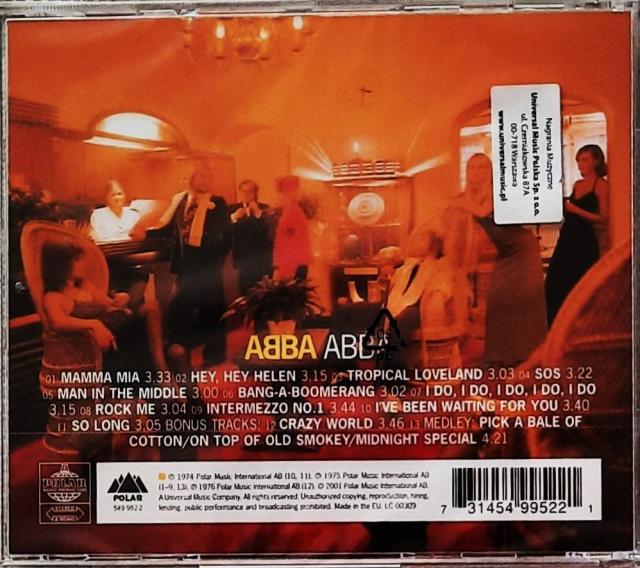 Nagrania Muzyczne
Universal Music Polska Sp. z o.o.
ul. Czerniakowska 87A
00-718 Warszawa
www.universalmusic.pl
ABBA ABBA
01 MAMMA MIA 3.33 02 HEY, HEY HELEN 3.15 03 TROPICAL LOVELAND 3.03 04 SOS 3.22
05 MAN IN THE MIDDLE 3.00 06 BANG-A-BOOMERANG 3.02 07 I DO, I DO, I DO, I DO, I DO
3,15 08 ROCK ME 3.04 09 INTERMEZZO NO.1 3.44 10 I'VE BEEN WAITING FOR YOU 3.40
11 SO LONG 3.05 BONUS TRACKS: 12 CRAZY WORLD 3.46 13 MEDLEY: PICK A BALE OF
COTTON/ON TOP OF OLD SMOKEY/MIDNIGHT SPECIAL 4.21
POLAR
STEREO
POLAR
549 952 2
℗ 1974 Polar Music International AB (10, 11). ℗ 1975 Polar Music International AB
(1-9, 13). ℗ 1976 Polar Music International AB (12). © 2001 Polar Music International AB.
A Universal Music Company. All rights reserved. Unauthorized copying, reproduction, hiring,
lending, public performance and broadcasting prohibited. Made in the EU. LC 00309
7 31454 99522 1